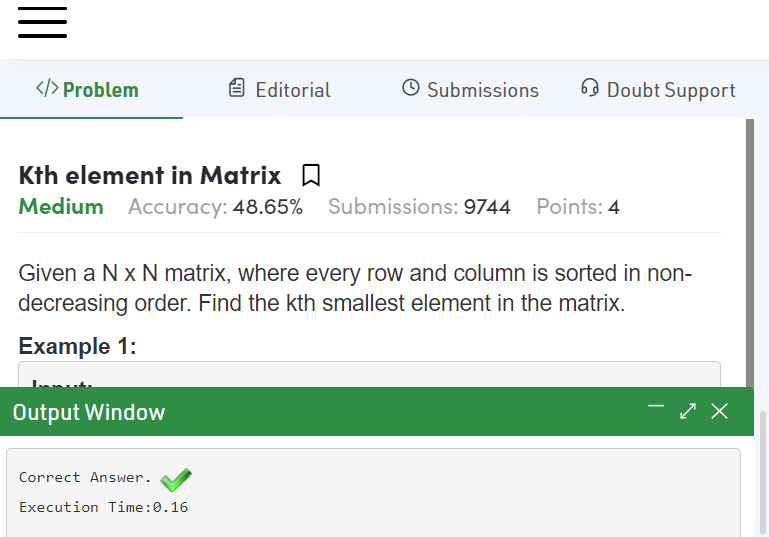 </> Problem Editorial Submissions Doubt Support
Kth element in Matrix
Medium Accuracy: 48.65% Submissions: 9744 Points: 4
Given a N x N matrix, where every row and column is sorted in non-
decreasing order. Find the kth smallest element in the matrix.
Example 1:
Input:
Output Window
Correct Answer.
Execution Time:0.16